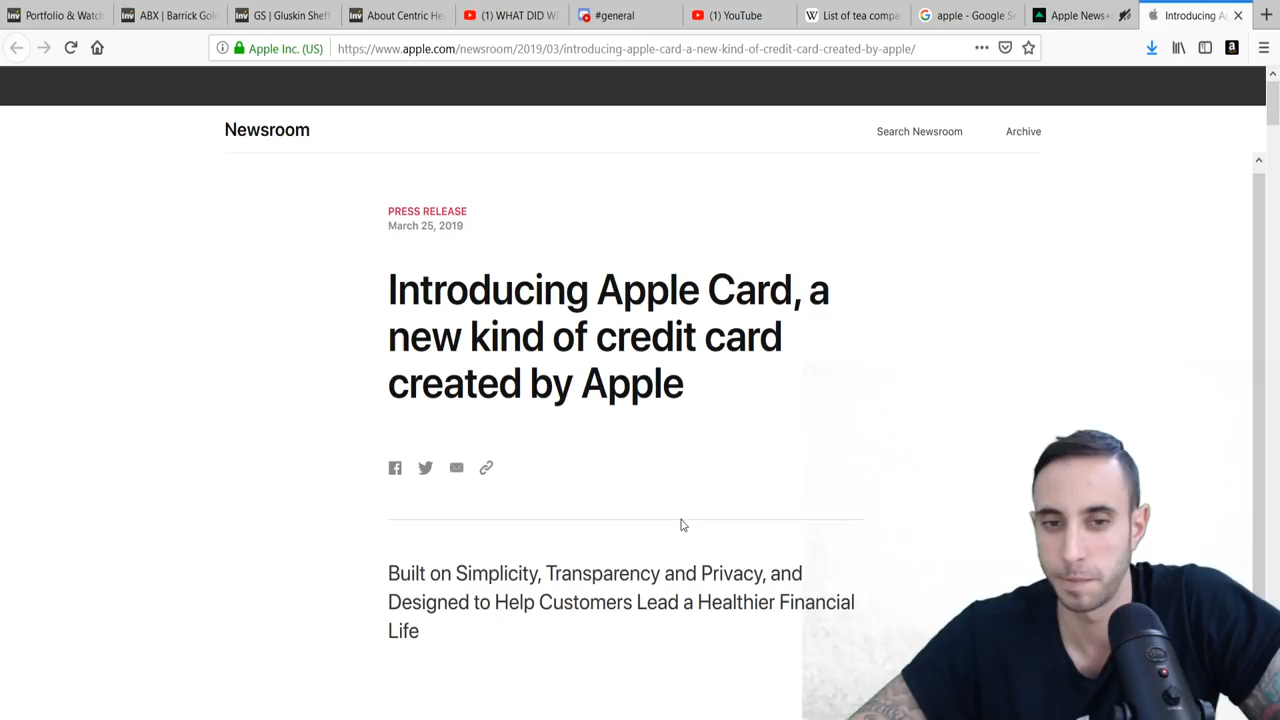 Portfolio & Watch
ABX | Barrick Gol
GS | Gluskin Sheff
About Centric He
(1) WHAT DID WI
#general
(1) YouTube
List of tea compa
apple - Google Se
Apple News+
Introducing Ap
Apple Inc. (US)
https://www.apple.com/newsroom/2019/03/introducing-apple-card-a-new-kind-of-credit-card-created-by-apple/
Newsroom
Search Newsroom
Archive
PRESS RELEASE
March 25, 2019
Introducing Apple Card, a
new kind of credit card
created by Apple
Built on Simplicity, Transparency and Privacy, and
Designed to Help Customers Lead a Healthier Financial
Life